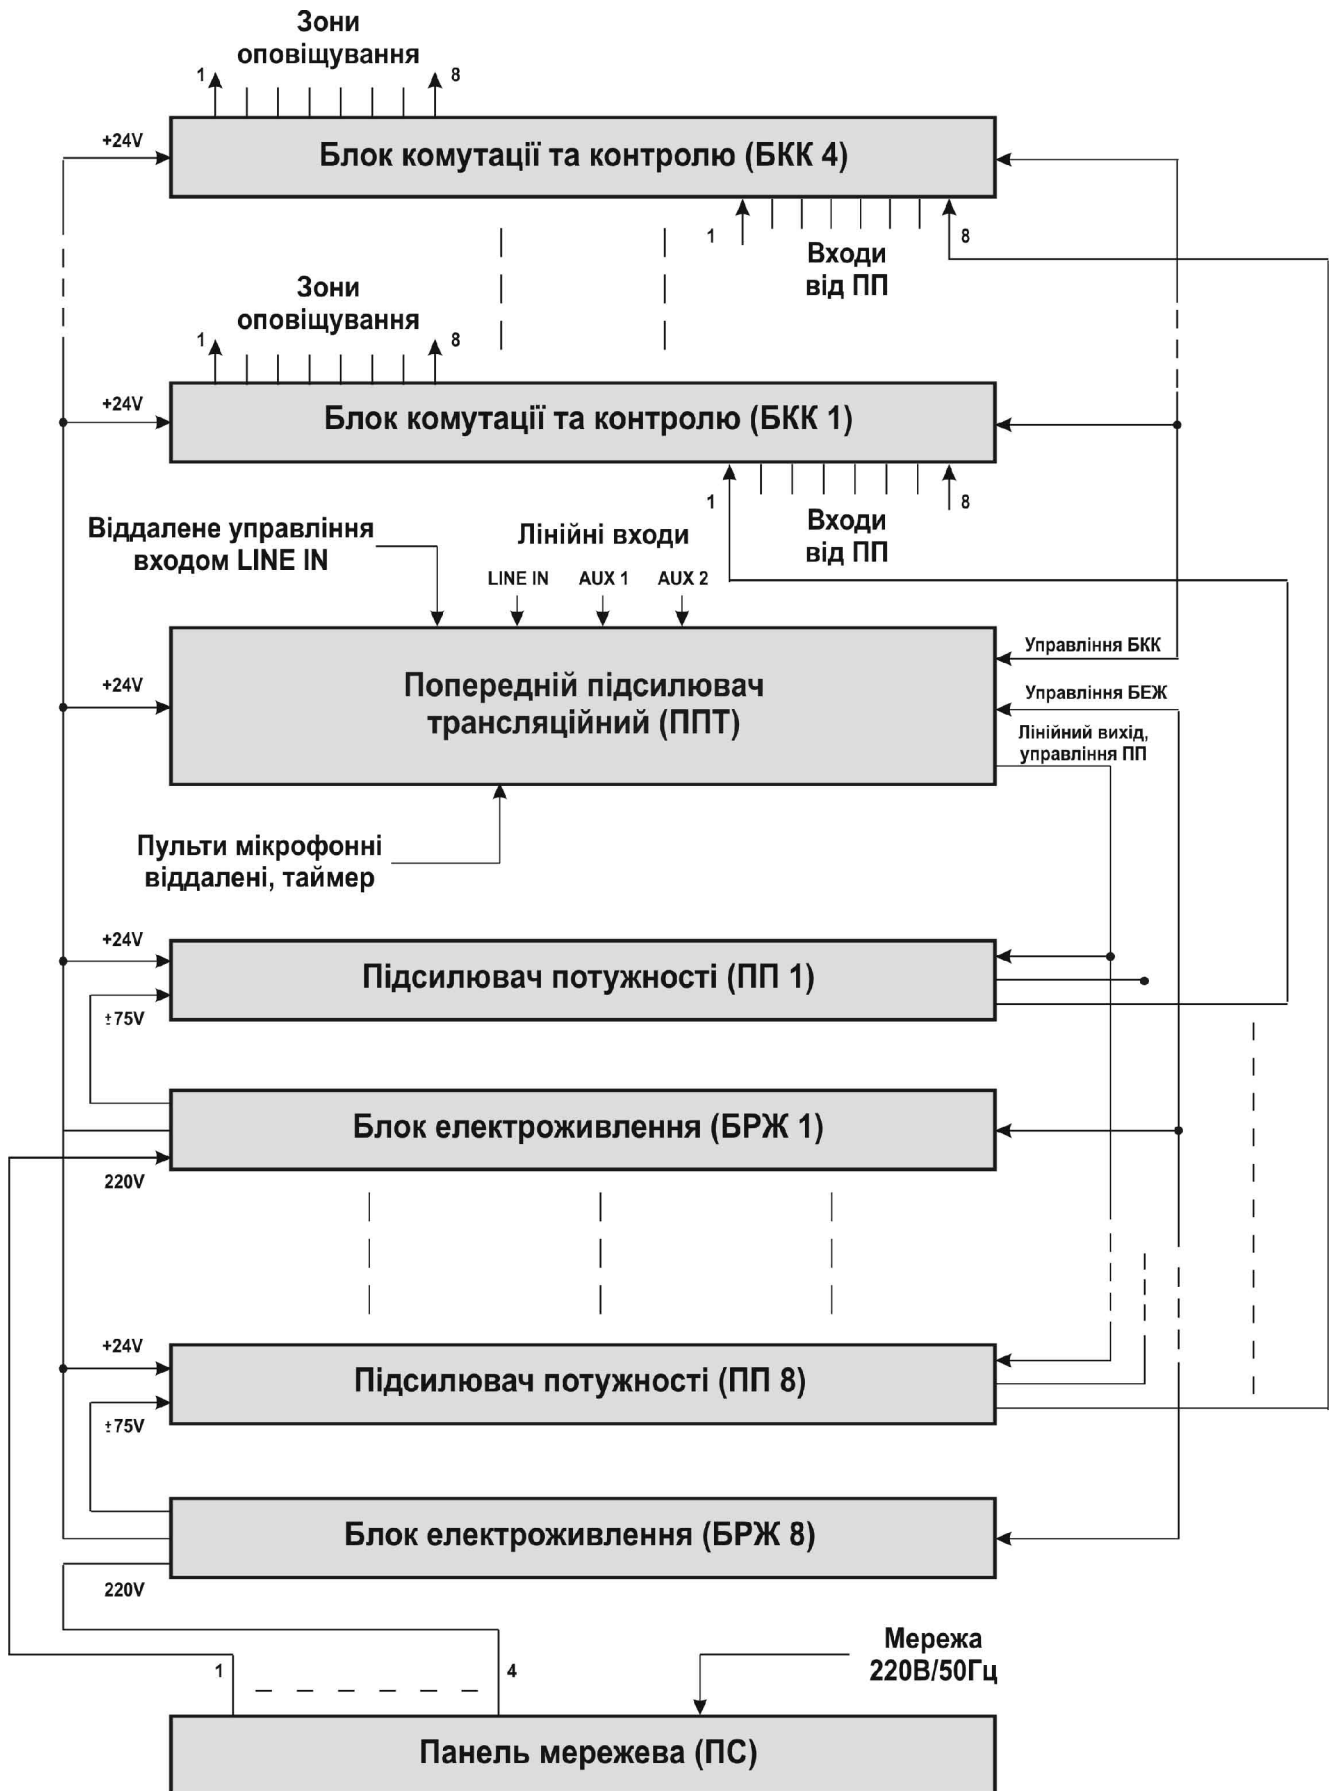 Зони
оповіщування
1
8
+24V
Блок комутації та контролю (БКК 4)
1
8
Входи
від ПП
Зони
оповіщування
1
8
+24V
Блок комутації та контролю (БКК 1)
1
8
Входи
від ПП
Віддалене управління
входом LINE IN
Лінійні входи
LINE IN
AUX 1
AUX 2
+24V
Попередній підсилювач
трансляційний (ППТ)
Управління БКК
Управління БЕЖ
Лінійний вихід,
управління ПП
Пульти мікрофонні
віддалені, таймер
+24V
Підсилювач потужності (ПП 1)
±75V
Блок електроживлення (БРЖ 1)
220V
+24V
Підсилювач потужності (ПП 8)
±75V
Блок електроживлення (БРЖ 8)
220V
1
4
Мережа
220В/50Гц
Панель мережева (ПС)